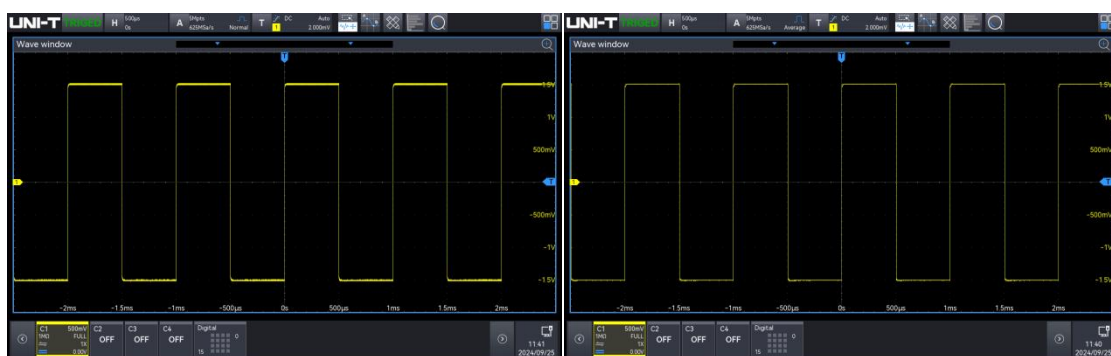 UNI-T TRIGED H 500μs 0s A 5Mpts 625MSa/s Normal T 1 DC Auto 2.000mV
Wave window
T
1.5V
1V
500mV
1
T
-500mV
-1V
-1.5V
-2ms -1.5ms -1ms -500μs 0s 500μs 1ms 1.5ms 2ms
C1 500mV 1MΩ FULL 1X 0.00V
C2 OFF
C3 OFF
C4 OFF
Digital 0 15
11:41
2024/09/25
UNI-T TRIGED H 500μs 0s A 5Mpts 625MSa/s Average T 1 DC Auto 2.000mV
Wave window
T
1.5V
1V
500mV
1
T
-500mV
-1V
-1.5V
-2ms -1.5ms -1ms -500μs 0s 500μs 1ms 1.5ms 2ms
C1 500mV 1MΩ FULL 1X 0.00V
C2 OFF
C3 OFF
C4 OFF
Digital 0 15
11:40
2024/09/25